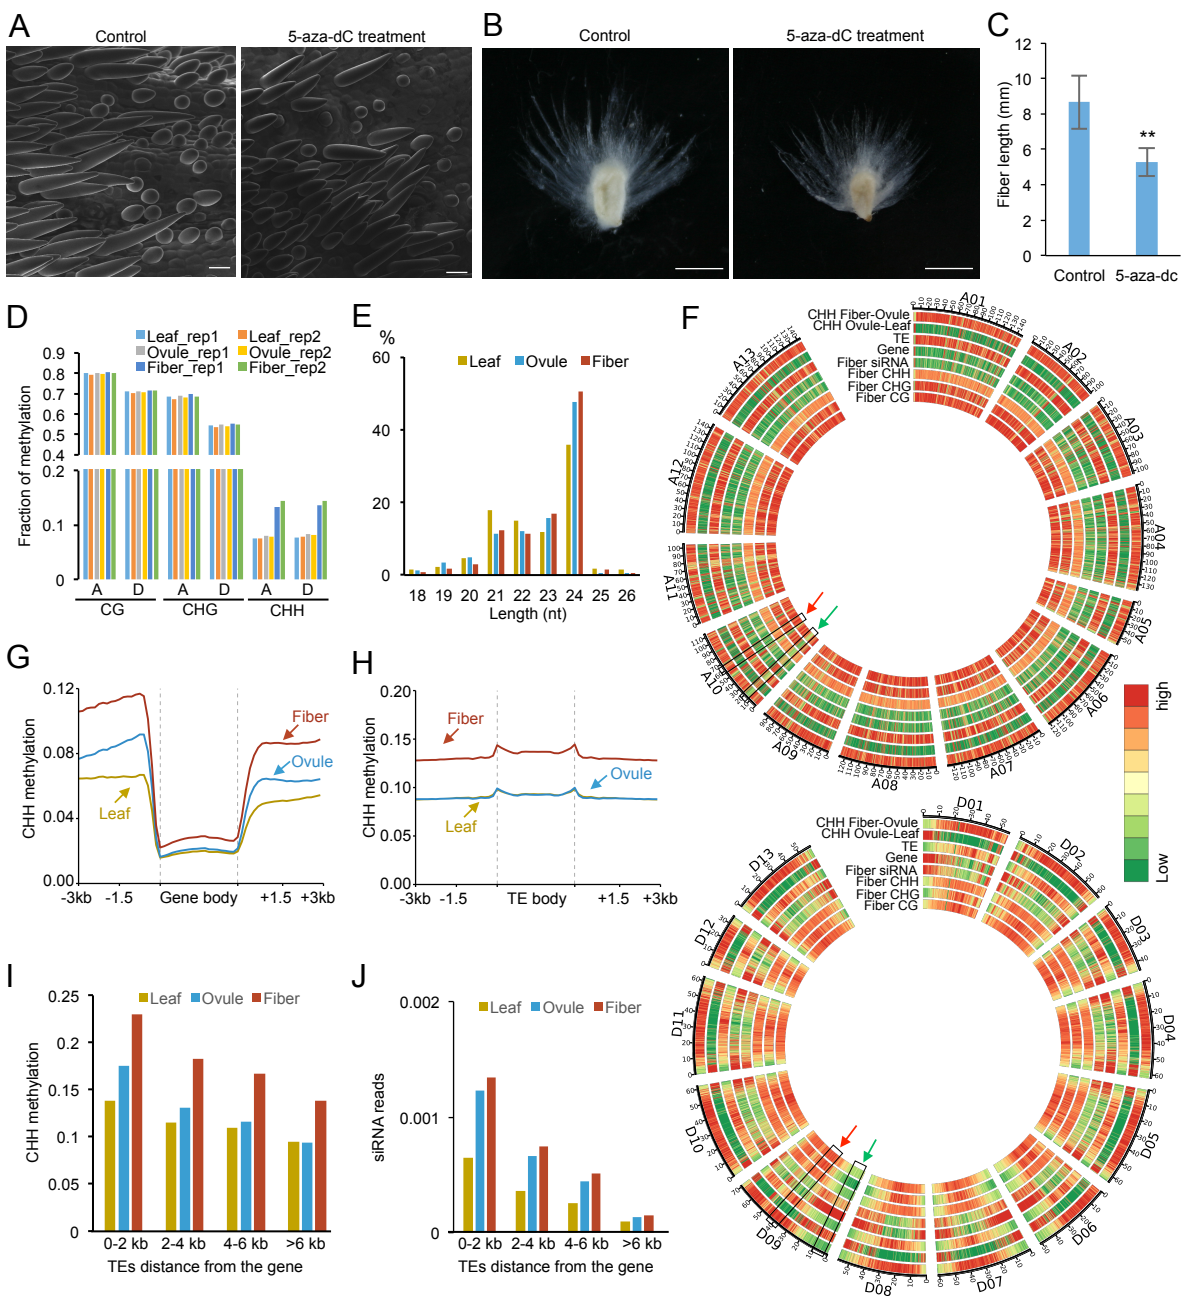 A
Control
5-aza-dC treatment
B
Control
5-aza-dC treatment
C
Fiber length (mm)
12
10
8
6
4
2
0
**
Control 5-aza-dc
D
Leaf_rep1 Leaf_rep2
Ovule_rep1 Ovule_rep2
Fiber_rep1 Fiber_rep2
Fraction of methylation
0.9
0.8
0.7
0.6
0.5
0.4
0.2
0.1
0
A D A D A D
CG CHG CHH
E
%
60
40
20
0
Leaf Ovule Fiber
18 19 20 21 22 23 24 25 26
Length (nt)
F
CHH Fiber-Ovule
CHH Ovule-Leaf
TE
Gene
Fiber siRNA
Fiber CHH
Fiber CHG
Fiber CG
A01
A02
A03
A04
A05
A06
A07
A08
A09
A10
A11
A12
A13
high
Low
CHH Fiber-Ovule
CHH Ovule-Leaf
TE
Gene
Fiber siRNA
Fiber CHH
Fiber CHG
Fiber CG
D01
D02
D03
D04
D05
D06
D07
D08
D09
D10
D11
D12
D13
G
CHH methylation
0.12
0.08
0.04
0.00
Fiber
Ovule
Leaf
-3kb -1.5 Gene body +1.5 +3kb
H
CHH methylation
0.20
0.15
0.10
0.05
0.00
Fiber
Ovule
Leaf
-3kb -1.5 TE body +1.5 +3kb
I
CHH methylation
0.25
0.2
0.15
0.1
0.05
0
Leaf Ovule Fiber
0-2 kb 2-4 kb 4-6 kb >6 kb
TEs distance from the gene
J
siRNA reads
0.002
0.001
0
Leaf Ovule Fiber
0-2 kb 2-4 kb 4-6 kb >6 kb
TEs distance from the gene